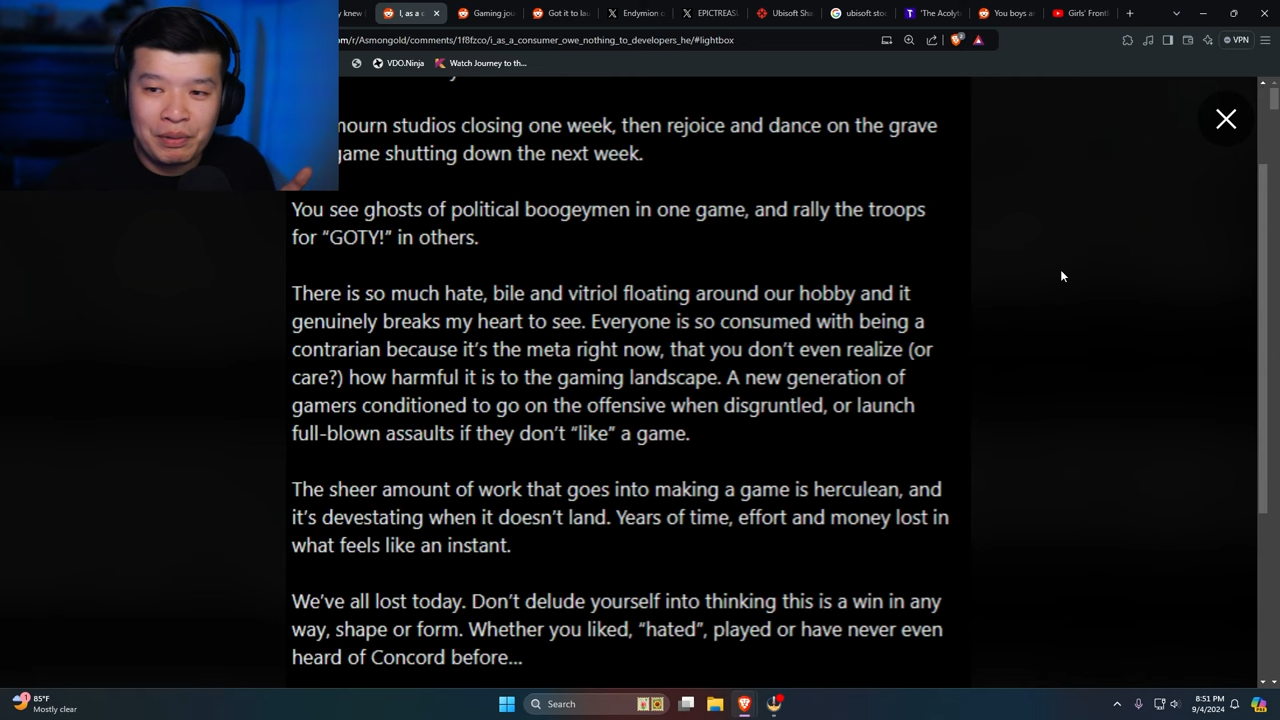 y knew
I, as a c
Gaming jou
Got it to la
Endymion
EPICTREAS
Ubisoft Sha
ubisoft stoc
'The Acolyt
You boys a
Girls' Front
om/r/Asmongold/comments/1f8fzco/i_as_a_consumer_owe_nothing_to_developers_he/#lightbox
2
VPN
VDO.Ninja
Watch Journey to th...
mourn studios closing one week, then rejoice and dance on the grave
game shutting down the next week.
You see ghosts of political boogeymen in one game, and rally the troops
for “GOTY!” in others.
There is so much hate, bile and vitriol floating around our hobby and it
genuinely breaks my heart to see. Everyone is so consumed with being a
contrarian because it’s the meta right now, that you don’t even realize (or
care?) how harmful it is to the gaming landscape. A new generation of
gamers conditioned to go on the offensive when disgruntled, or launch
full-blown assaults if they don’t “like” a game.
The sheer amount of work that goes into making a game is herculean, and
it’s devestating when it doesn’t land. Years of time, effort and money lost in
what feels like an instant.
We’ve all lost today. Don’t delude yourself into thinking this is a win in any
way, shape or form. Whether you liked, “hated”, played or have never even
heard of Concord before...
1
85°F
Mostly clear
Search
8:51 PM
9/4/2024